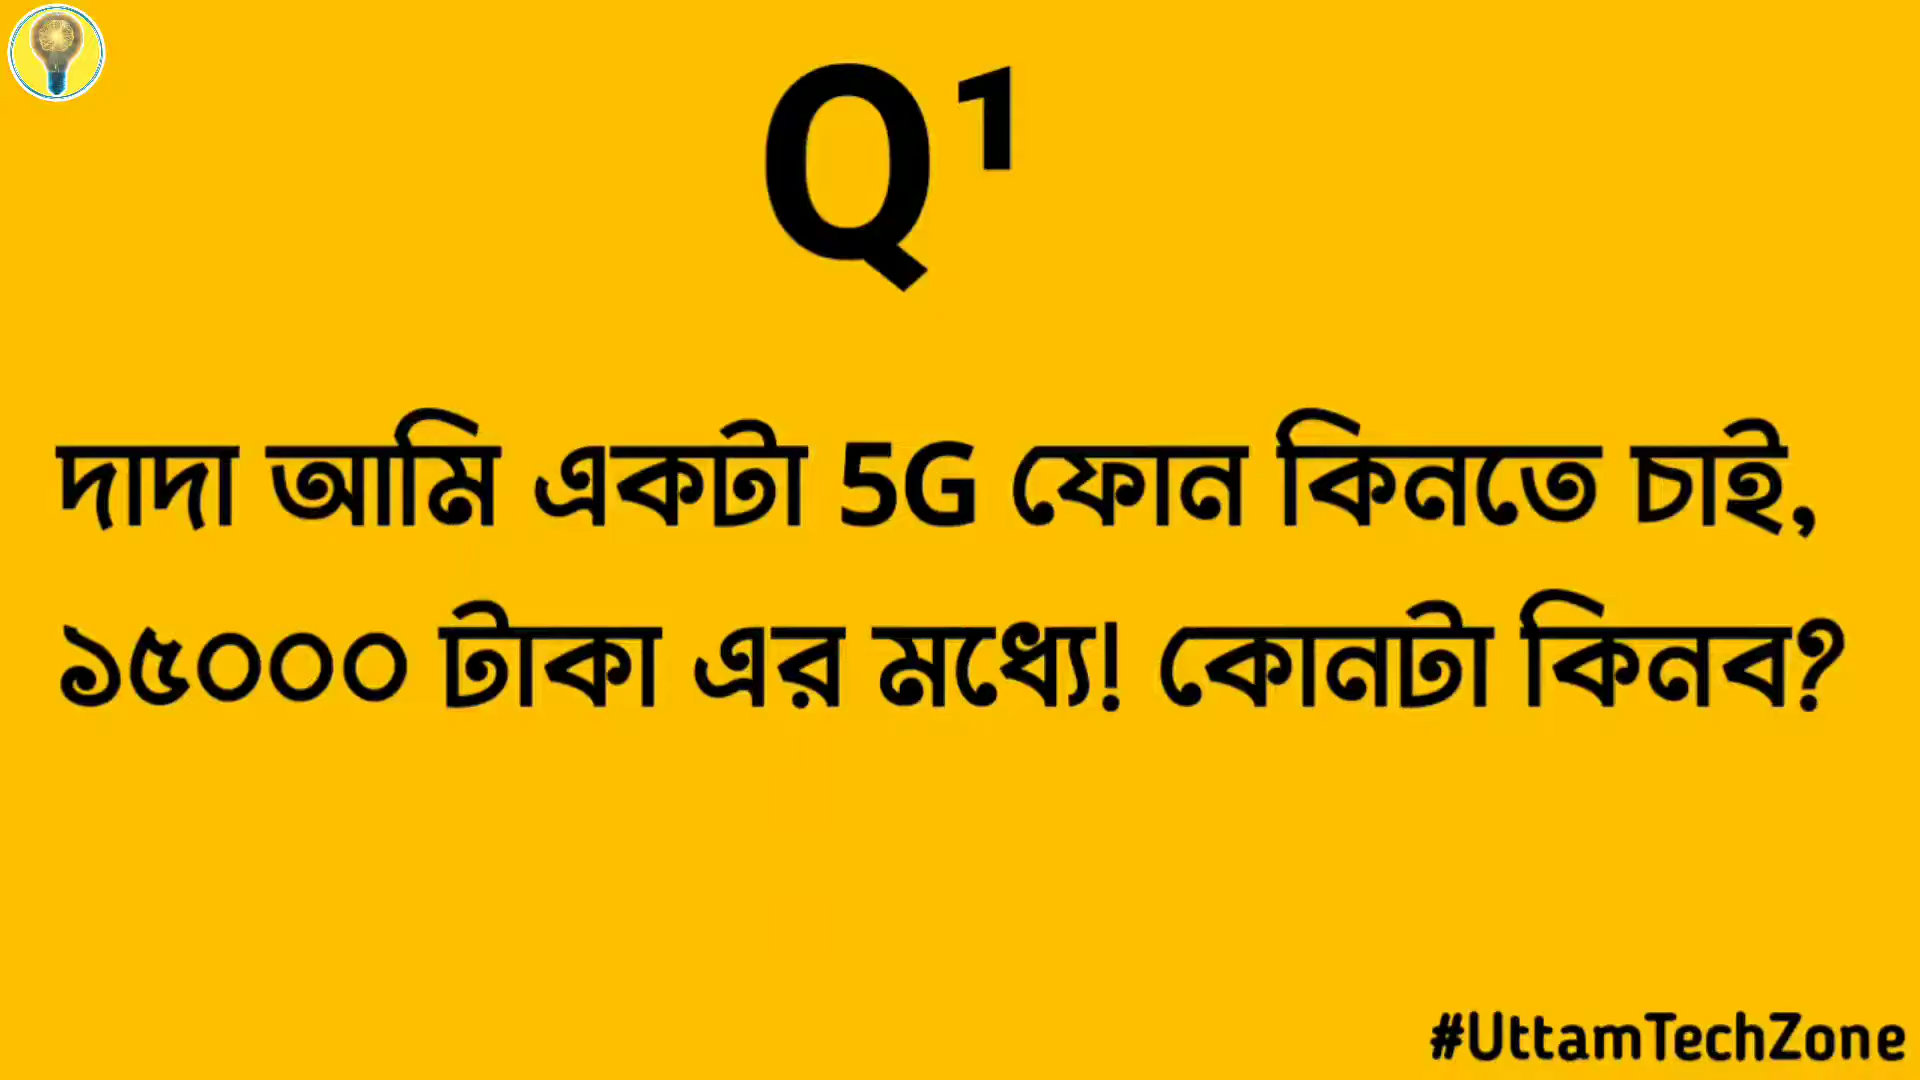 Q¹
দাদা আমি একটা 5G ফোন কিনতে চাই,
১৫০০০ টাকা এর মধ্যে! কোনটা কিনব?
#UttamTechZone